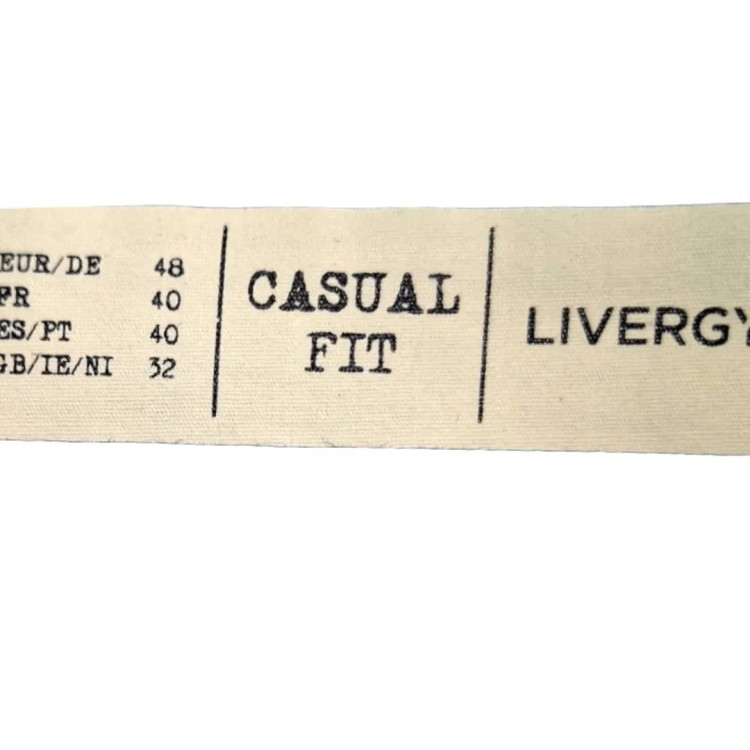 EUR/DE 48
FR 40
ES/PT 40
GB/IE/NI 32
CASUAL
FIT
LIVERGY